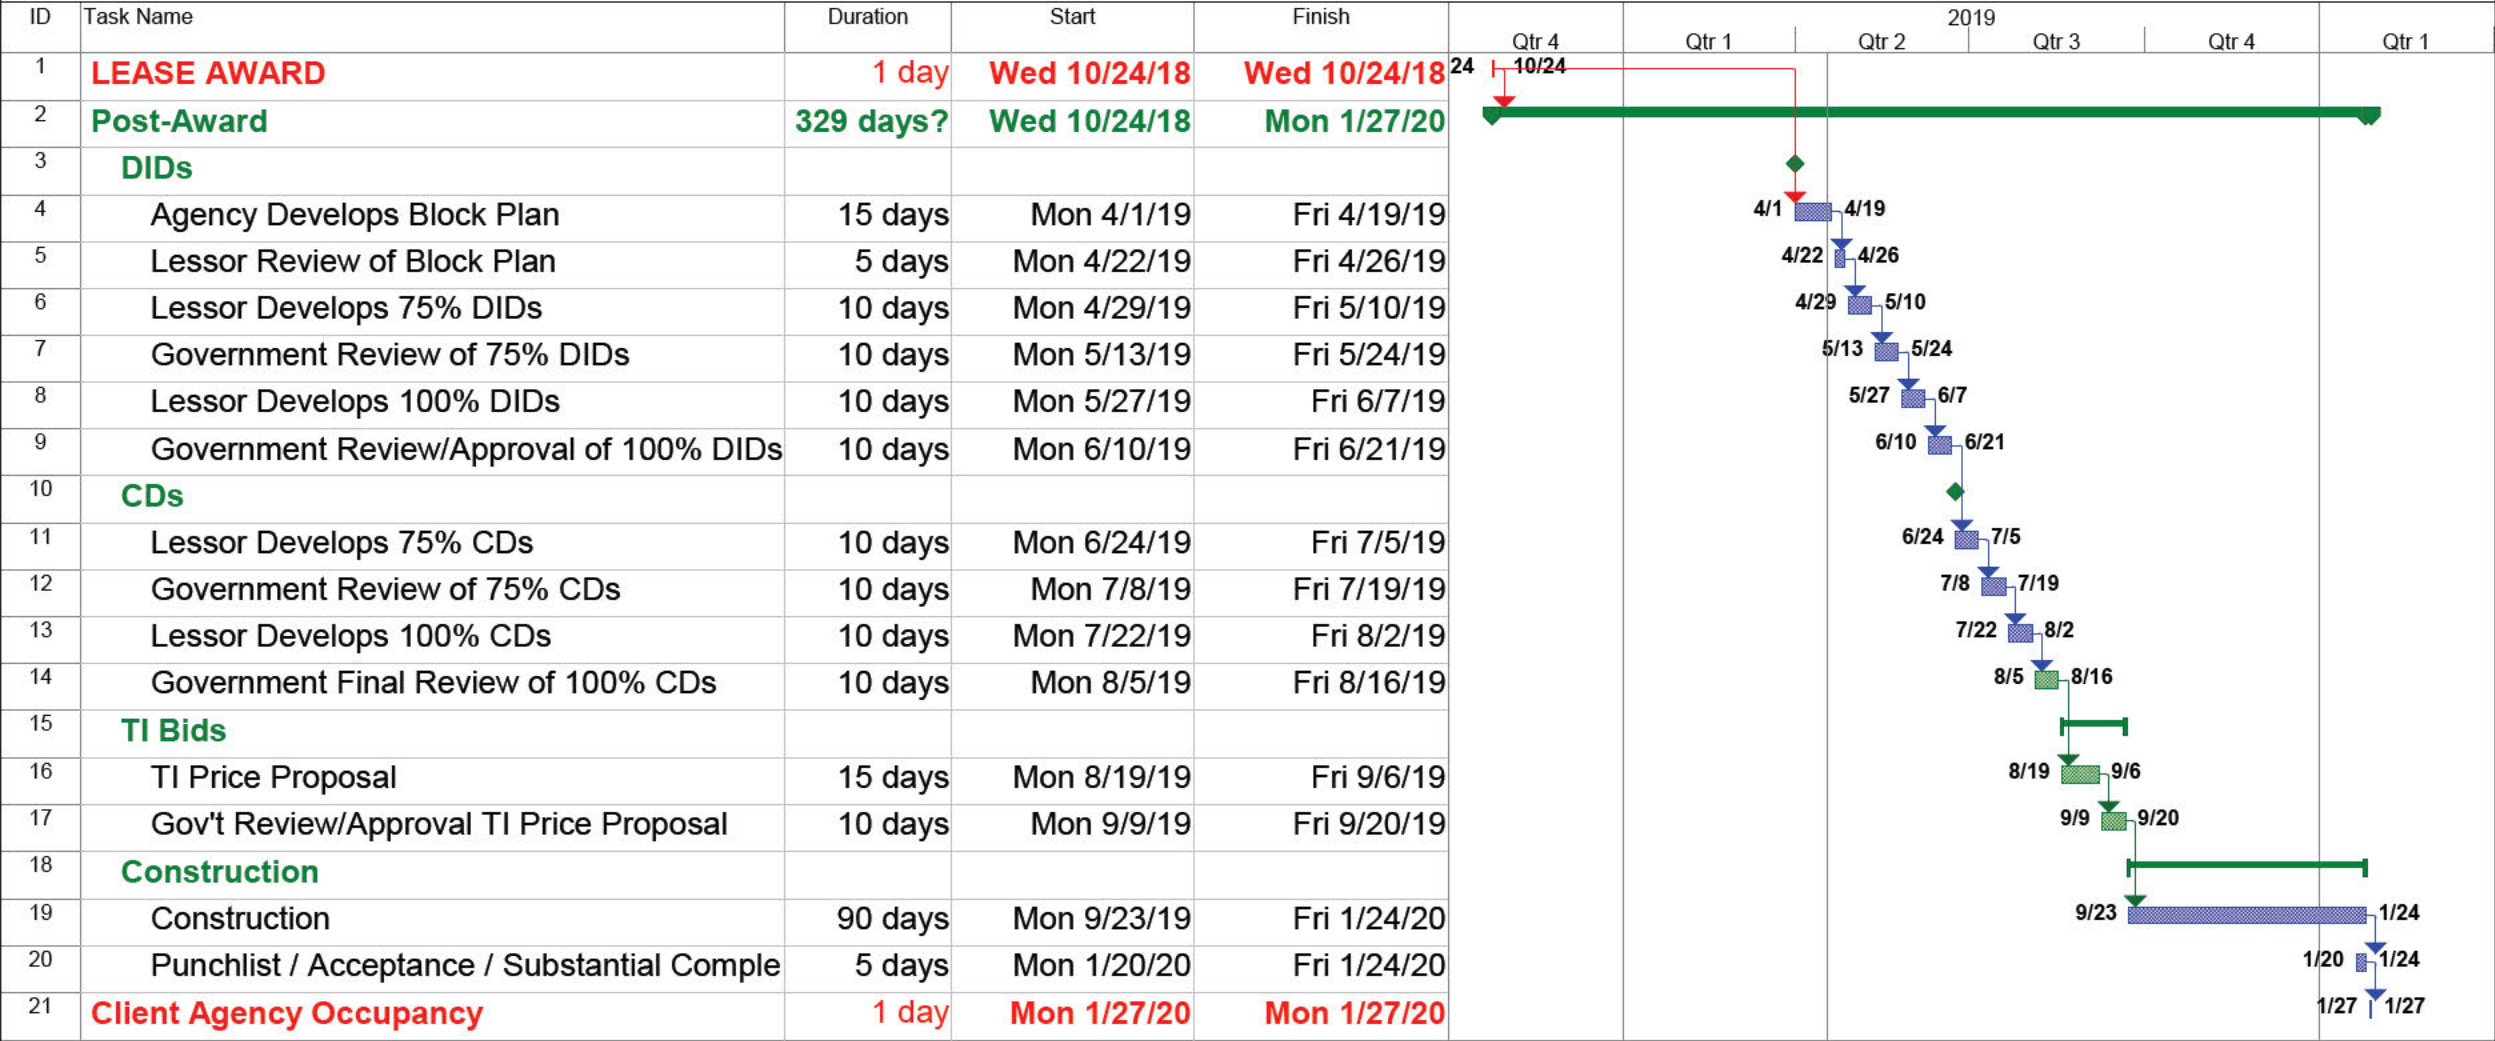 ID Task Name Duration Start Finish 2019
Qtr 4 Qtr 1 Qtr 2 Qtr 3 Qtr 4 Qtr 1
1 LEASE AWARD 1 day Wed 10/24/18 Wed 10/24/18 24 10/24
2 Post-Award 329 days? Wed 10/24/18 Mon 1/27/20
3 DIDs
4 Agency Develops Block Plan 15 days Mon 4/1/19 Fri 4/19/19 4/1 4/19
5 Lessor Review of Block Plan 5 days Mon 4/22/19 Fri 4/26/19 4/22 4/26
6 Lessor Develops 75% DIDs 10 days Mon 4/29/19 Fri 5/10/19 4/29 5/10
7 Government Review of 75% DIDs 10 days Mon 5/13/19 Fri 5/24/19 5/13 5/24
8 Lessor Develops 100% DIDs 10 days Mon 5/27/19 Fri 6/7/19 5/27 6/7
9 Government Review/Approval of 100% DIDs 10 days Mon 6/10/19 Fri 6/21/19 6/10 6/21
10 CDs
11 Lessor Develops 75% CDs 10 days Mon 6/24/19 Fri 7/5/19 6/24 7/5
12 Government Review of 75% CDs 10 days Mon 7/8/19 Fri 7/19/19 7/8 7/19
13 Lessor Develops 100% CDs 10 days Mon 7/22/19 Fri 8/2/19 7/22 8/2
14 Government Final Review of 100% CDs 10 days Mon 8/5/19 Fri 8/16/19 8/5 8/16
15 TI Bids
16 TI Price Proposal 15 days Mon 8/19/19 Fri 9/6/19 8/19 9/6
17 Gov't Review/Approval TI Price Proposal 10 days Mon 9/9/19 Fri 9/20/19 9/9 9/20
18 Construction
19 Construction 90 days Mon 9/23/19 Fri 1/24/20 9/23 1/24
20 Punchlist / Acceptance / Substantial Comple 5 days Mon 1/20/20 Fri 1/24/20 1/20 1/24
21 Client Agency Occupancy 1 day Mon 1/27/20 Mon 1/27/20 1/27 1/27